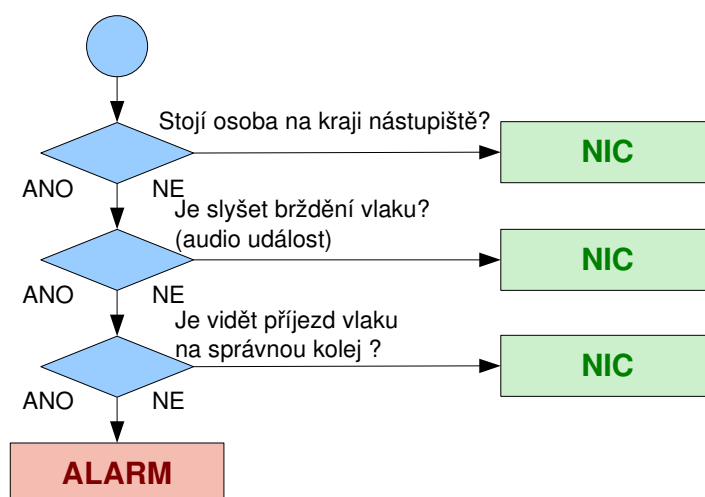 Stojí osoba na kraji nástupiště?
NIC
ANO
NE
Je slyšet brždění vlaku?
(audio událost)
NIC
ANO
NE
Je vidět příjezd vlaku
na správnou kolej ?
NIC
ANO
NE
ALARM